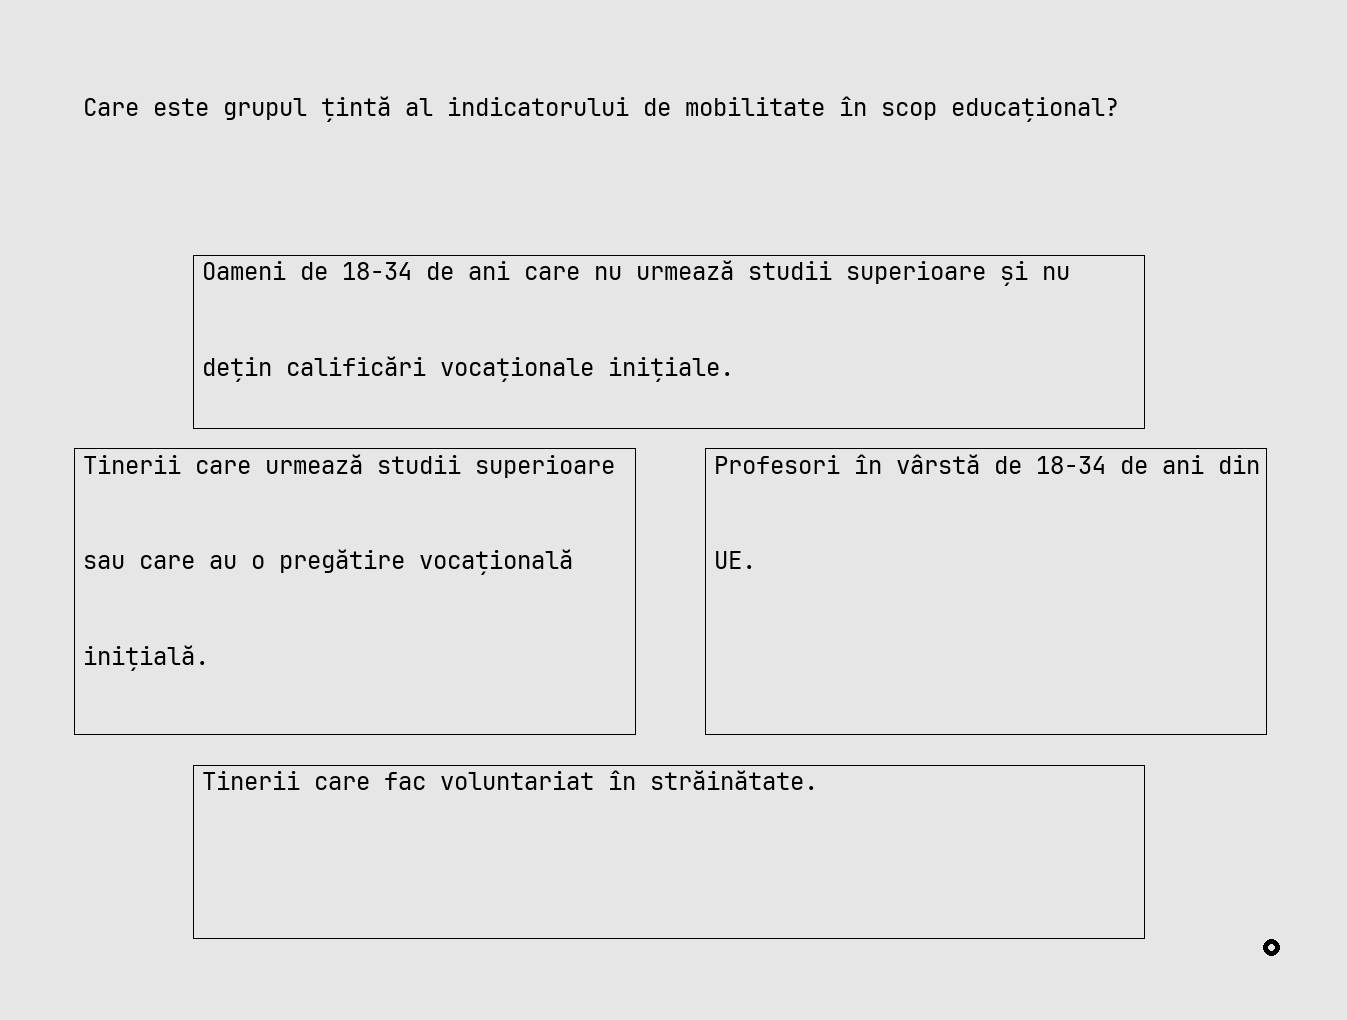 Care este grupul țintă al indicatorului de mobilitate în scop educațional?
Oameni de 18-34 de ani care nu urmează studii superioare și nu
dețin calificări vocaționale inițiale.
Tinerii care urmează studii superioare
sau care au o pregătire vocațională
inițială.
Profesori în vârstă de 18-34 de ani din
UE.
Tinerii care fac voluntariat în străinătate.